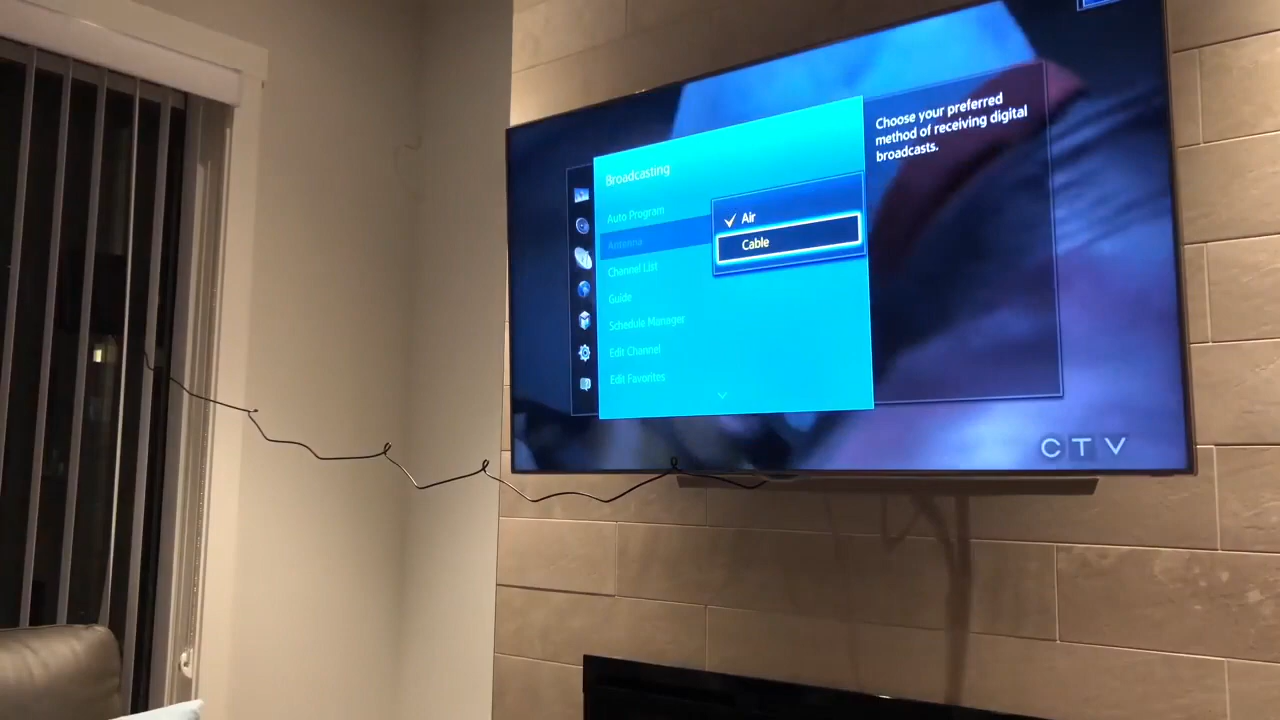 Broadcasting
Auto Program
Antenna
Channel List
Guide
Schedule Manager
Edit Channel
Edit Favorites
Air
Cable
Choose your preferred
method of receiving digital
broadcasts.
CTV